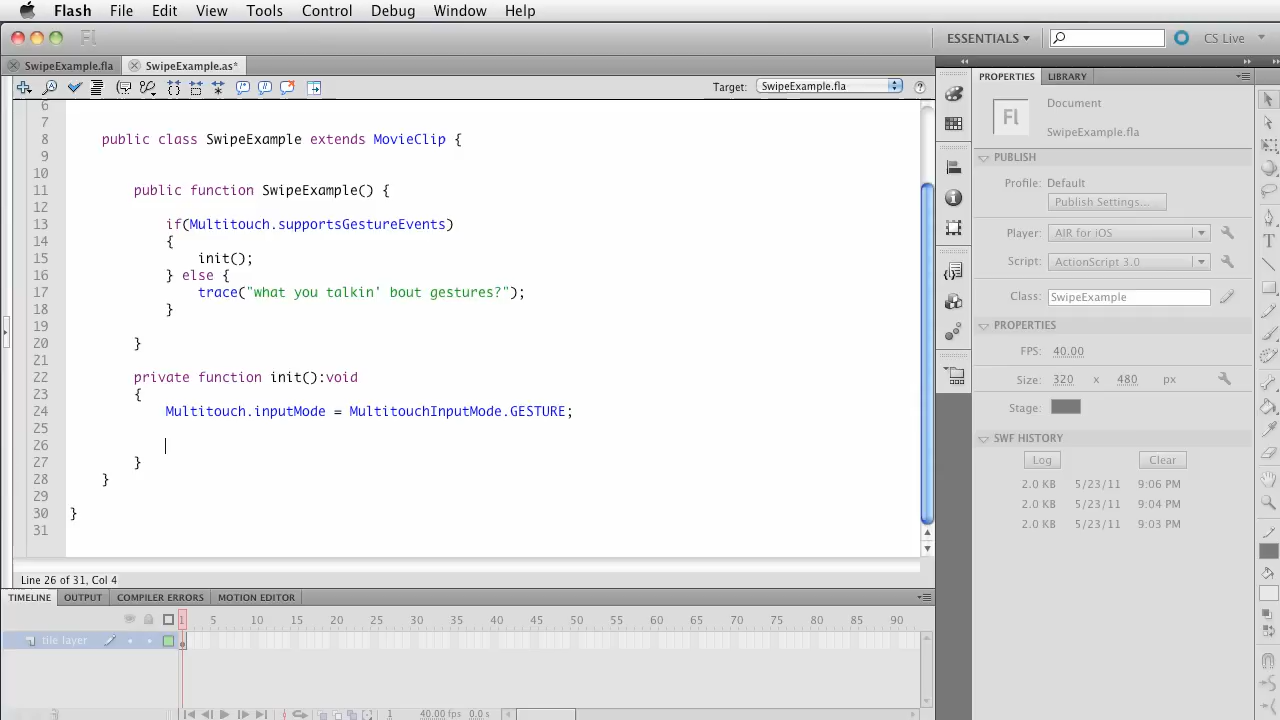 Flash File Edit View Tools Control Debug Window Help
Fl ESSENTIALS CS Live
SwipeExample.fla SwipeExample.as*
Target: SwipeExample.fla
PROPERTIES LIBRARY
Fl
Document
SwipeExample.fla
PUBLISH
Profile: Default
Publish Settings...
Player: AIR for iOS
Script: ActionScript 3.0
Class: SwipeExample
PROPERTIES
FPS: 40.00
Size: 320 x 480 px
Stage:
SWF HISTORY
Log Clear
2.0 KB 5/23/11 9:06 PM
2.0 KB 5/23/11 9:04 PM
2.0 KB 5/23/11 9:03 PM
6
7
8 public class SwipeExample extends MovieClip {
9
10
11 public function SwipeExample() {
12
13 if(Multitouch.supportsGestureEvents)
14 {
15 init();
16 } else {
17 trace("what you talkin' bout gestures?");
18 }
19
20 }
21
22 private function init():void
23 {
24 Multitouch.inputMode = MultitouchInputMode.GESTURE;
25
26
27 }
28 }
29
30 }
31
Line 26 of 31, Col 4
TIMELINE OUTPUT COMPILER ERRORS MOTION EDITOR
1 5 10 15 20 25 30 35 40 45 50 55 60 65 70 75 80 85 90
tile layer
1 40.00 fps 0.0 s